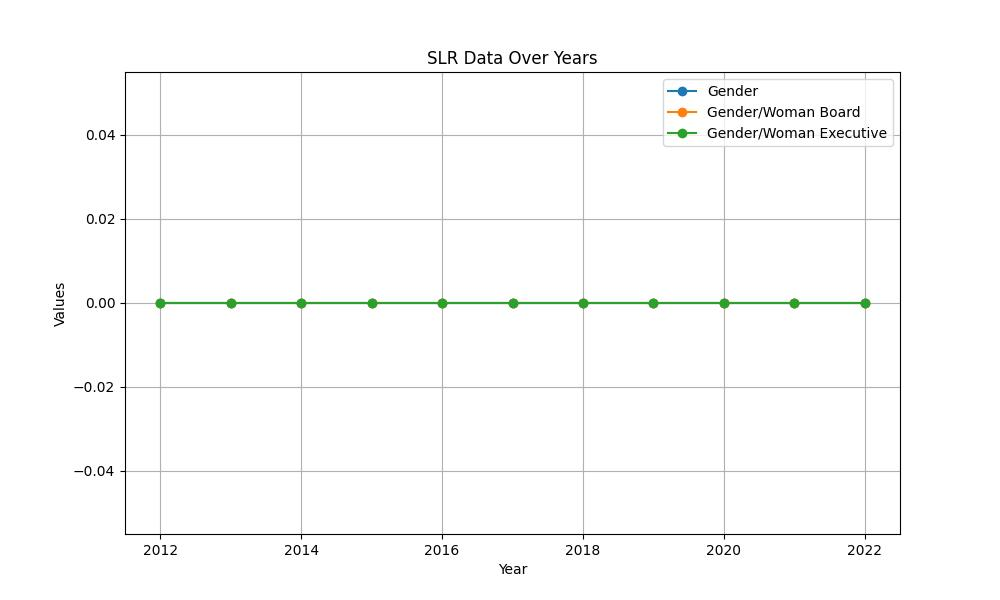 SLR Data Over Years
Gender
Gender/Woman Board
Gender/Woman Executive
0.04
0.02
0.00
−0.02
−0.04
Values
2012 2014 2016 2018 2020 2022
Year